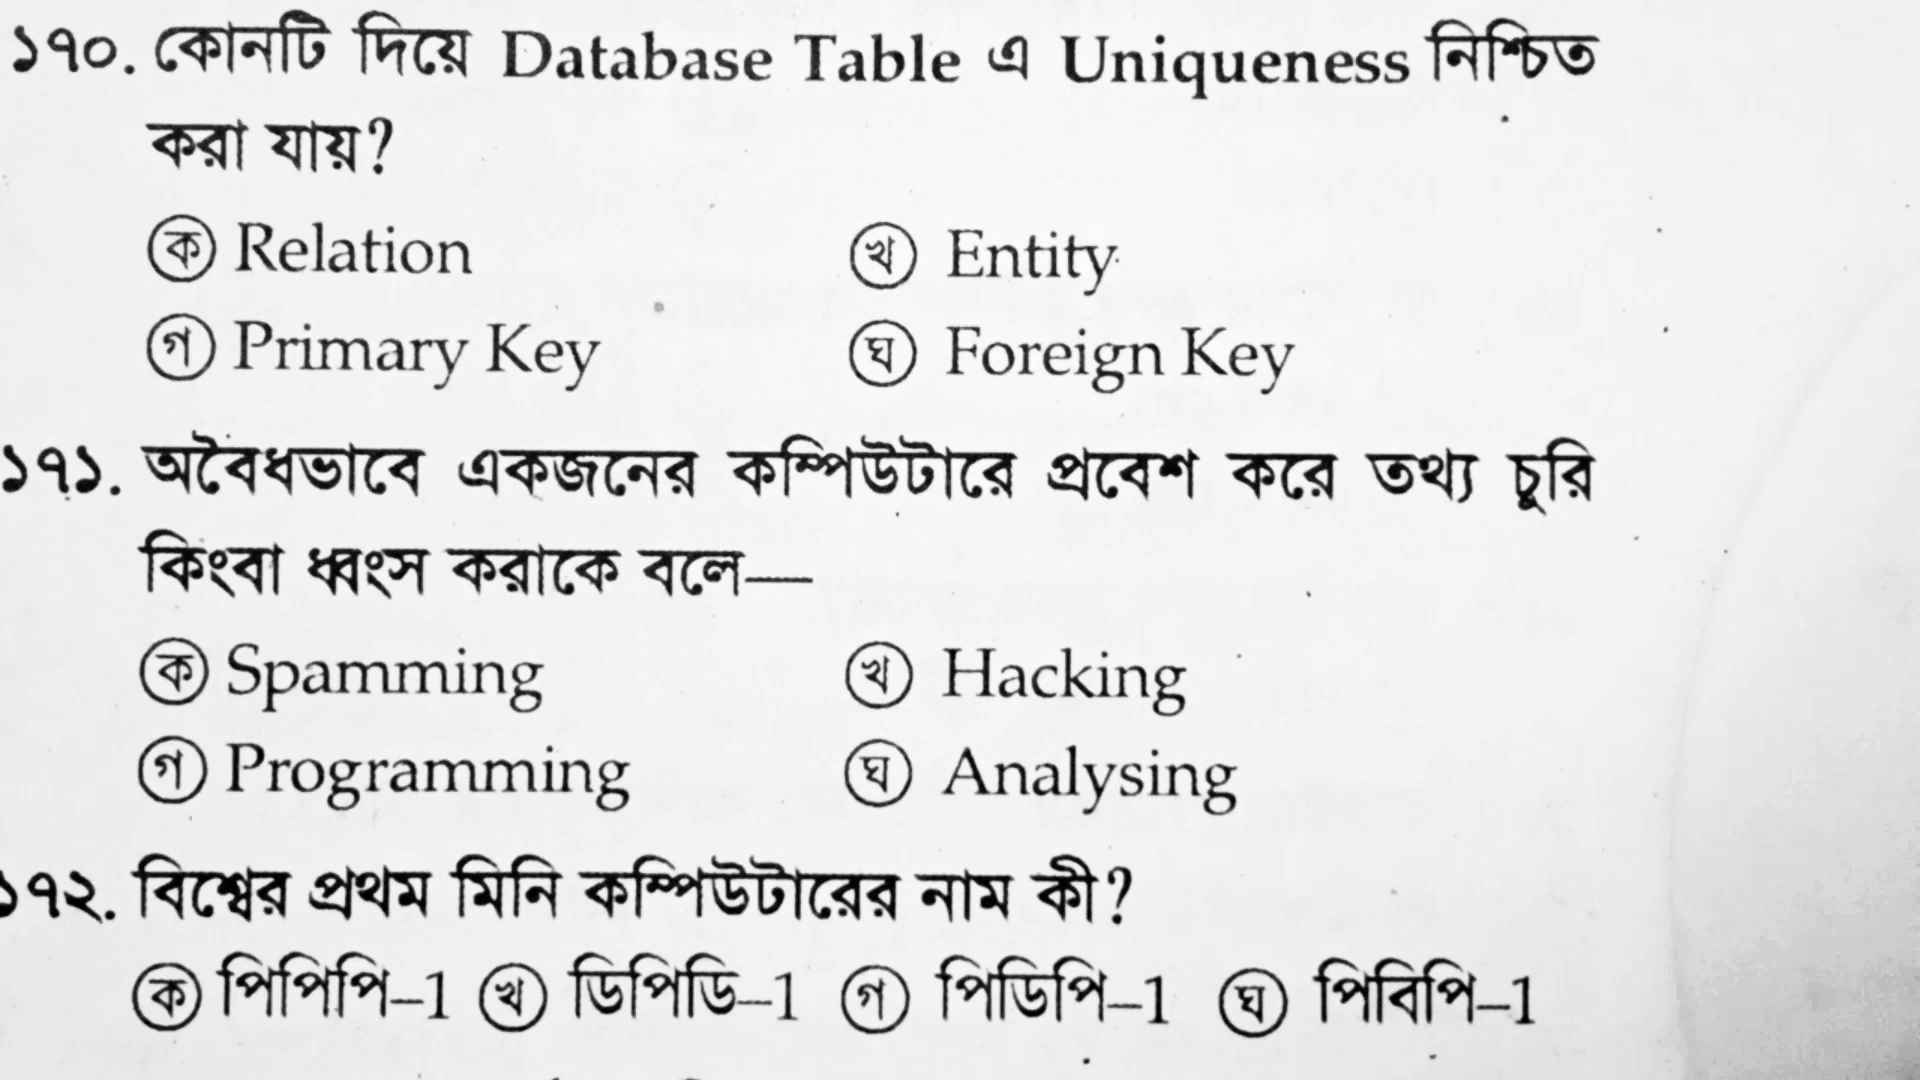 ১৭০. কোনটি দিয়ে Database Table এ Uniqueness নিশ্চিত
করা যায়?
ক Relation খ Entity
গ Primary Key ঘ Foreign Key
১৭১. অবৈধভাবে একজনের কম্পিউটারে প্রবেশ করে তথ্য চুরি
কিংবা ধ্বংস করাকে বলে—
ক Spamming খ Hacking
গ Programming ঘ Analysing
১৭২. বিশ্বের প্রথম মিনি কম্পিউটারের নাম কী?
ক পিপিপি–1 খ ডিপিডি–1 গ পিডিপি–1 ঘ পিবিপি–1